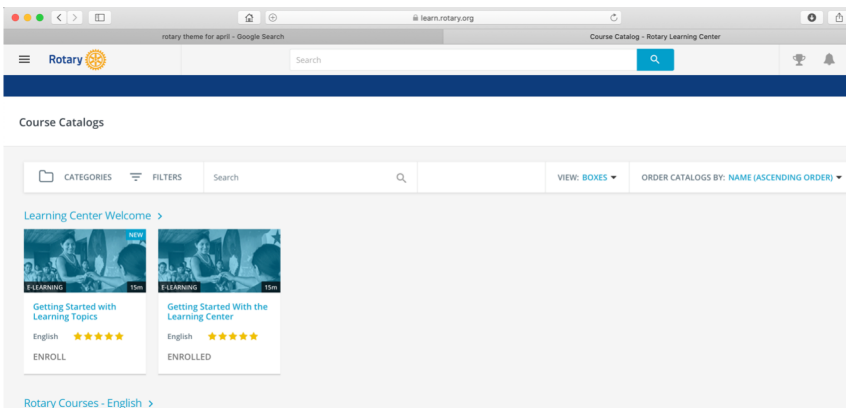 learn.rotary.org
rotary theme for april - Google Search
Course Catalog - Rotary Learning Center
Rotary
Search
Course Catalogs
CATEGORIES
FILTERS
Search
VIEW: BOXES
ORDER CATALOGS BY: NAME (ASCENDING ORDER)
Learning Center Welcome >
NEW
E-LEARNING 15m
E-LEARNING 15m
Getting Started with
Learning Topics
English
ENROLL
Getting Started With the
Learning Center
English
ENROLLED
Rotary Courses - English >